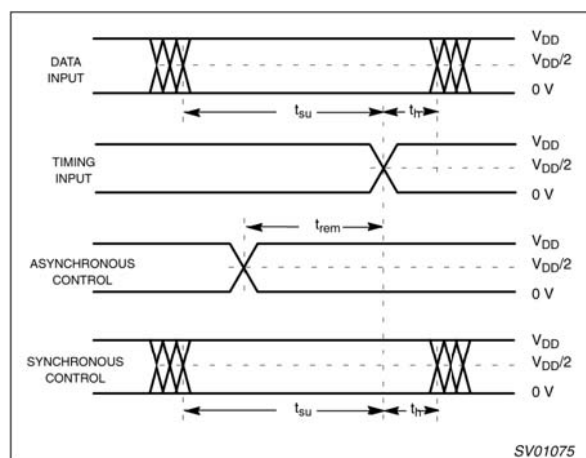 DATA
INPUT
VDD
VDD/2
0 V
tsu
th
TIMING
INPUT
VDD
VDD/2
0 V
trem
ASYNCHRONOUS
CONTROL
VDD
VDD/2
0 V
SYNCHRONOUS
CONTROL
VDD
VDD/2
0 V
tsu
th
SV01075